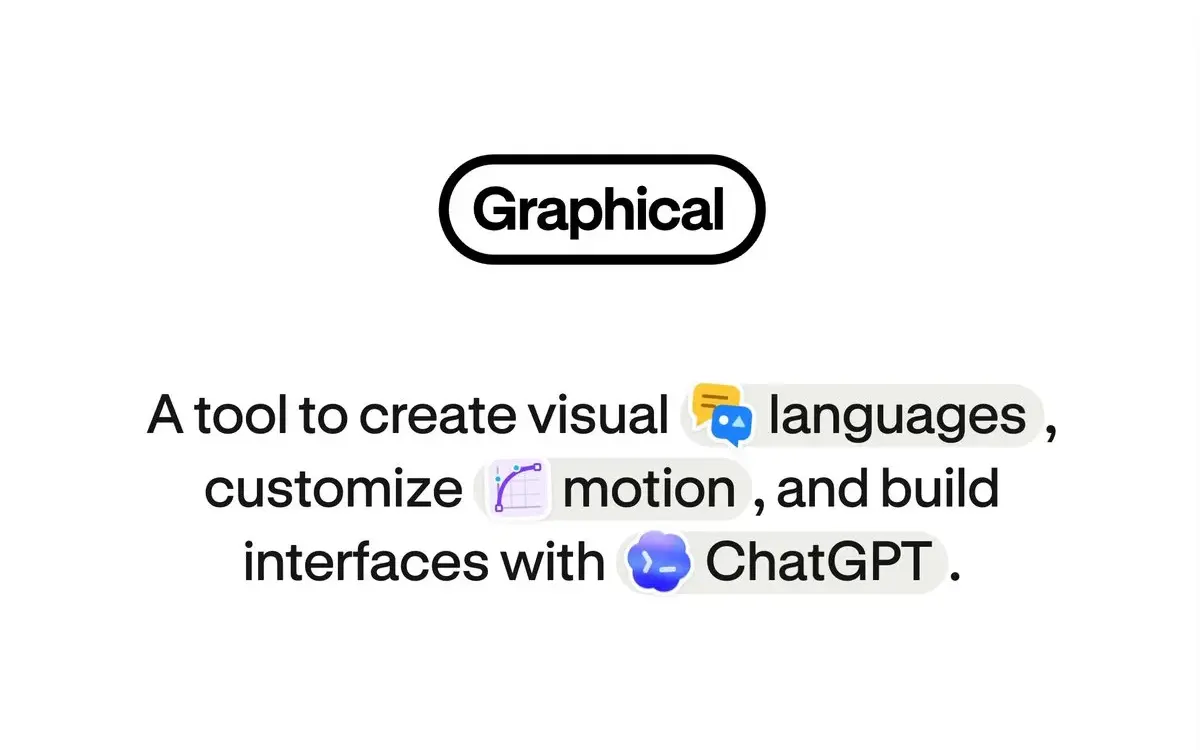 Graphical
A tool to create visual languages,
customize motion, and build
interfaces with ChatGPT.